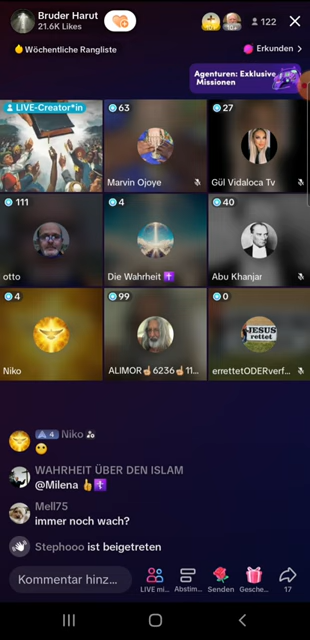 Bruder Harut
21.6K Likes
122
Wöchentliche Rangliste
Erkunden >
Agenturen: Exklusive
Missionen
LIVE-Creator*in
63
Marvin Ojoye
27
Gül Vidaloca Tv
111
otto
4
Die Wahrheit ✝️
40
Abu Khanjar
4
Niko
99
ALIMOR☝6236☝11...
0
JESUS
rettet
errettetODERverf...
4 Niko
😶
WAHRHEIT ÜBER DEN ISLAM
@Milena 👆✝️
Mell75
immer noch wach?
Stephooo ist beigetreten
Kommentar hinz...
LIVE mi...
Abstim...
Senden
Gesche...
17